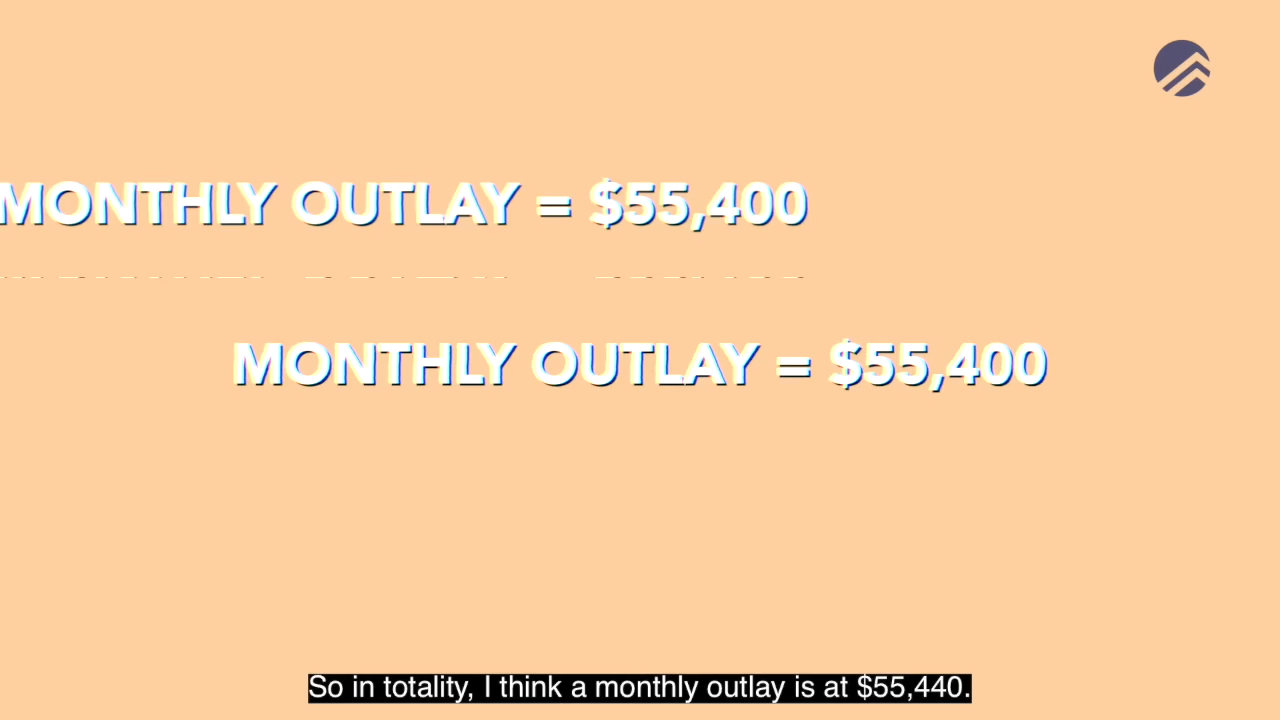 MONTHLY OUTLAY = $55,400
MONTHLY OUTLAY = $55,400
So in totality, I think a monthly outlay is at $55,440.